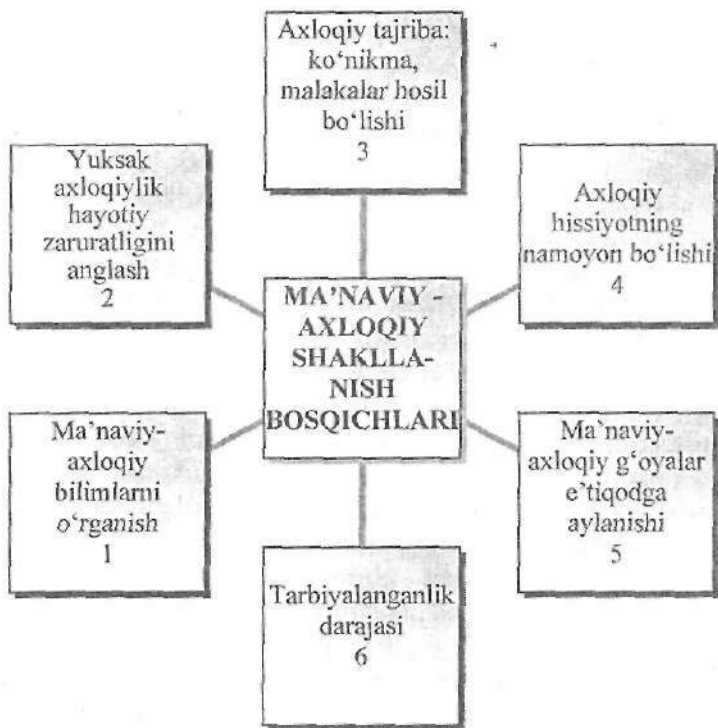 Axloqiy tajriba:
ko‘nikma,
malakalar hosil
bo‘lishi
3
Yuksak
axloqiylik
hayotiy
zaruratligini
anglash
2
Axloqiy
hissiyotning
namoyon bo‘lishi
4
MA’NAVIY -
AXLOQIY
SHAKLLA-
NISH
BOSQICHLARI
Ma’naviy-
axloqiy
bilimlarni
o‘rganish
1
Ma‘naviy-
axloqiy g‘oyalar
e’tiqodga
aylanishi
5
Tarbiyalanganlik
darajasi
6